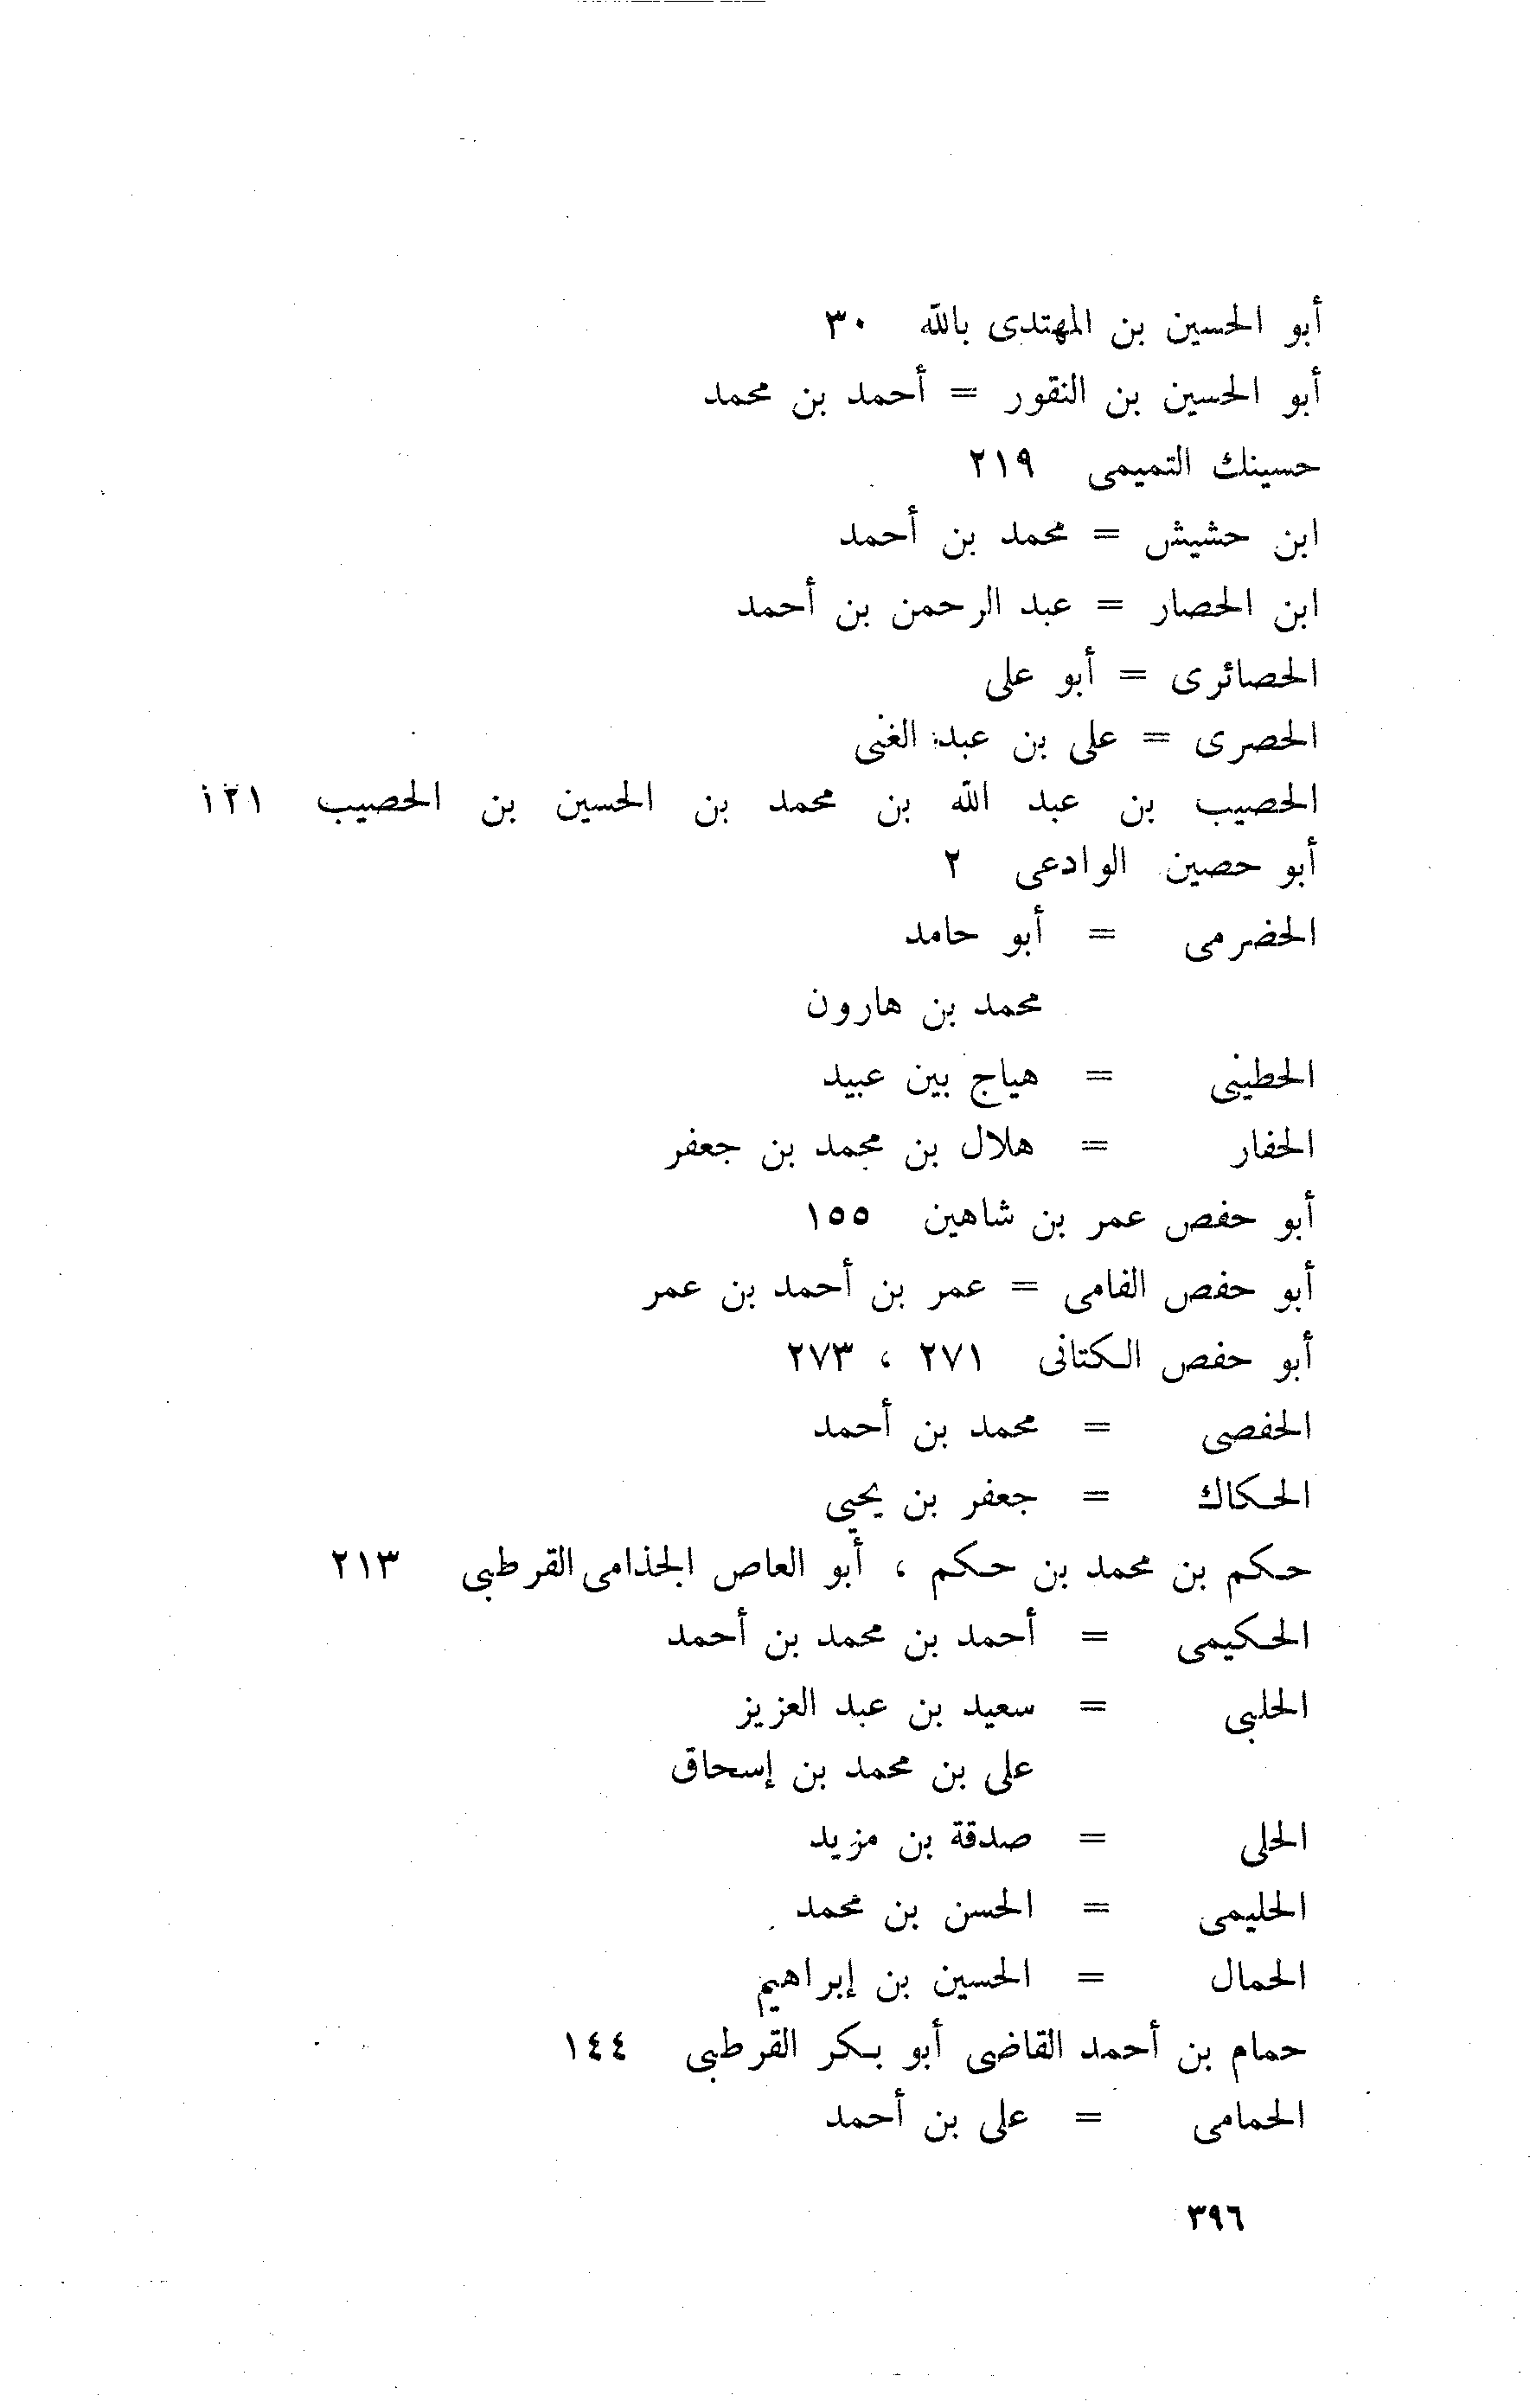 أبو الحسين بن المهتدى بالله ٣٠
أبو الحسين بن النقور = أحمد بن محمد
حسينك التميمى ٢١٩
ابن حشيش = محمد بن أحمد
ابن الحصار = عبد الرحمن بن أحمد
الحصائرى = أبو على
الحصرى = على بن عبد الغنى
الحصيب بن عبد الله بن محمد بن الحسين بن الحصيب ١٢١
أبو حصين الوادعى ٢
الحضرمى = أبو حامد
محمد بن هارون
الحطينى = هياج بين عبيد
الحفار = هلال بن محمد بن جعفر
أبو حفص عمر بن شاهين ١٥٥
أبو حفص الفامى = عمر بن أحمد بن عمر
أبو حفص الكتانى ٢٧١ ، ٢٧٣
الحفصى = محمد بن أحمد
الحكاك = جعفر بن يحيى
حكم بن محمد بن حكم ، أبو العاص الجذامى القرطبى ٢١٣
الحكيمى = أحمد بن محمد بن أحمد
الحلبى = سعيد بن عبد العزيز
على بن محمد بن إسحاق
الحلى = صدقة بن مزيد
الحليمى = الحسن بن محمد
الحمال = الحسين بن إبراهيم
حمام بن أحمد القاضى أبو بكر القرطبى ١٤٤
الحمامى = على بن أحمد
٣٩٦